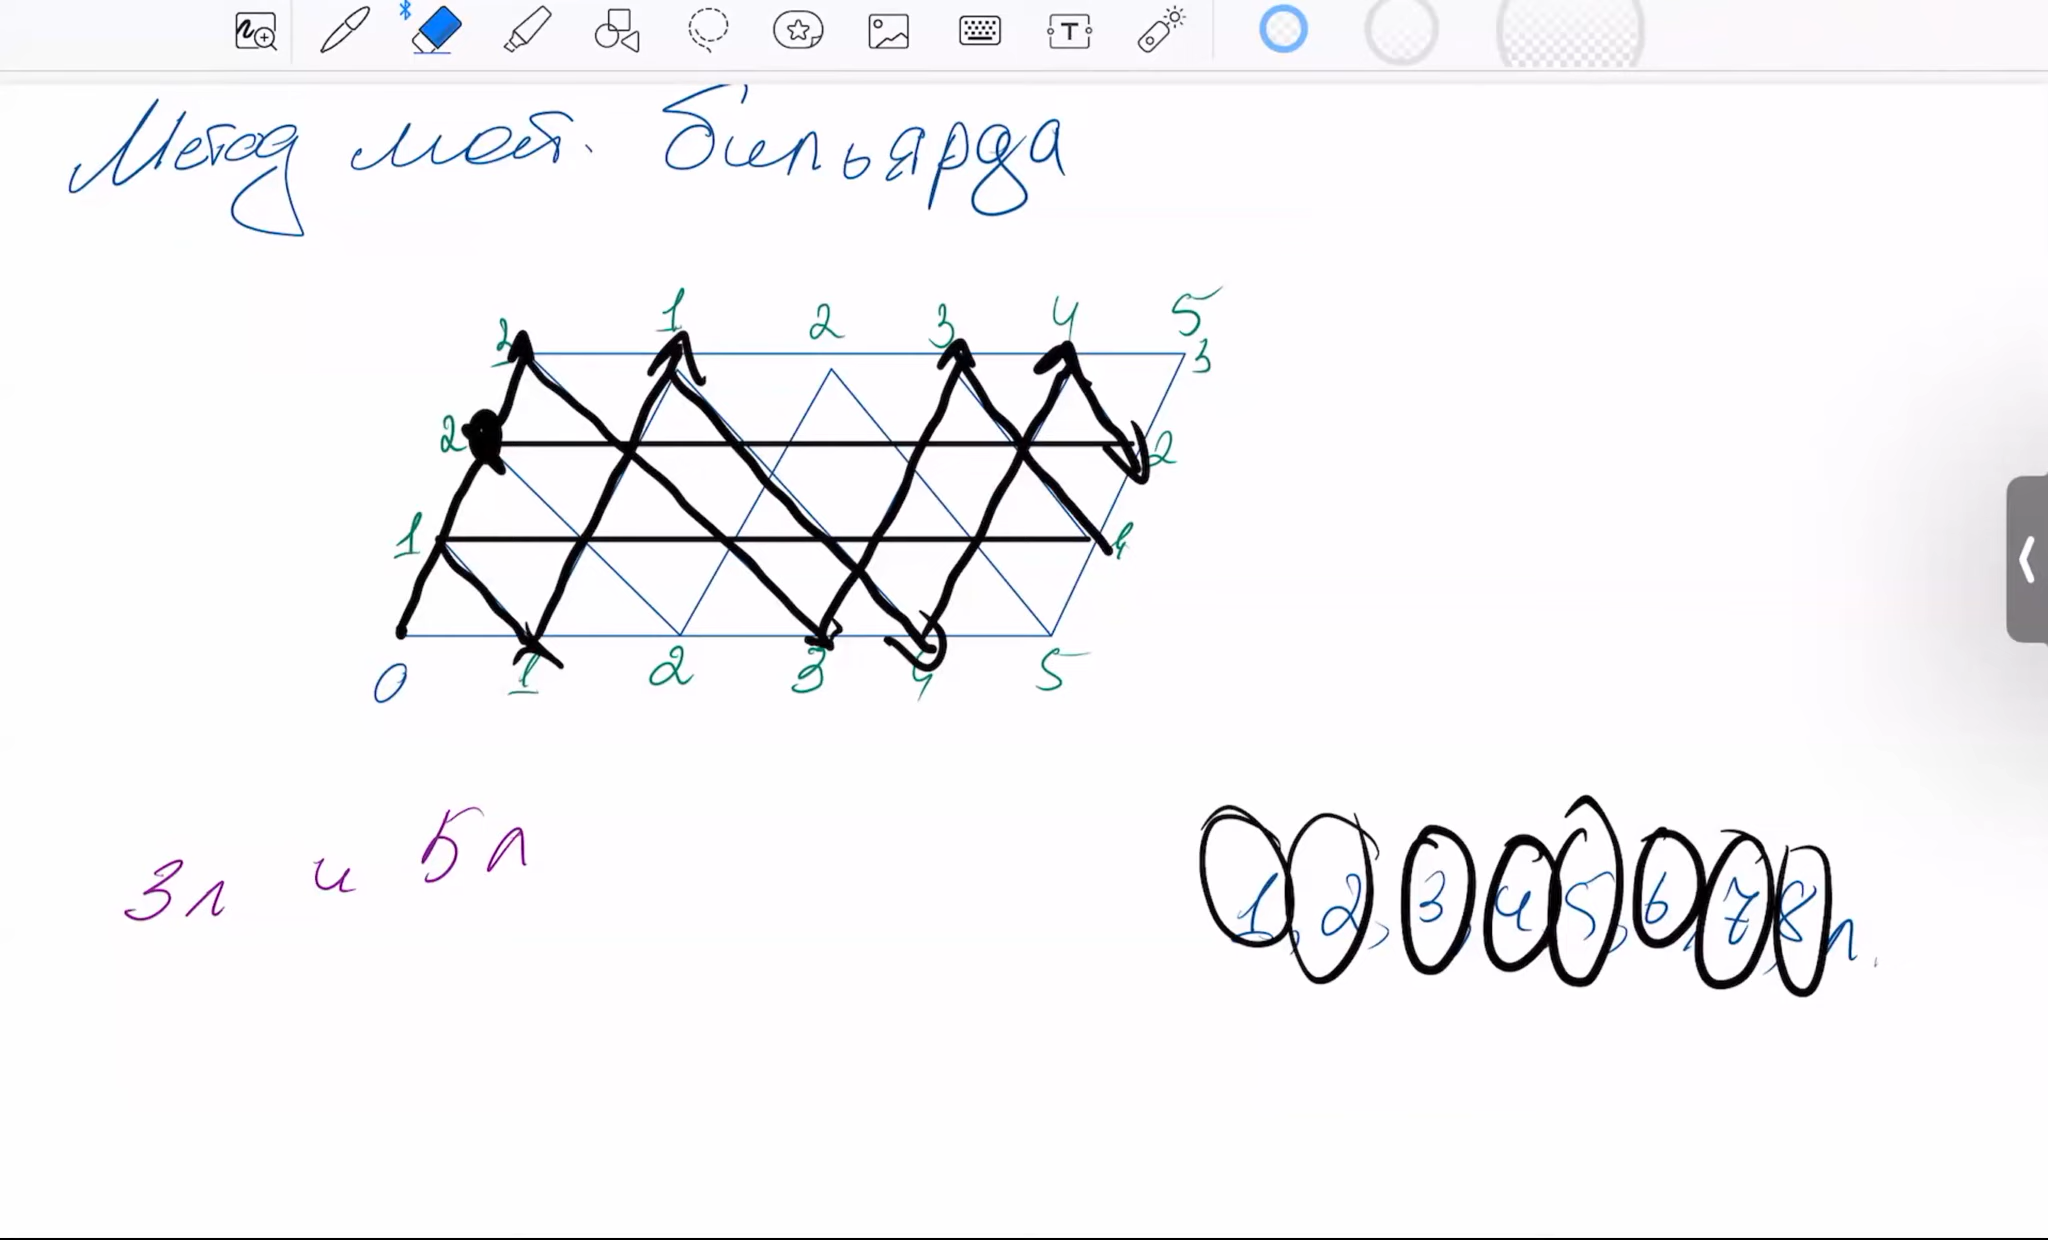 Метод мат. бильярда
3 1 2 3 4 5
3
2 2
1 1
0 1 2 3 4 5
3л и 5л
1, 2, 3, 4, 5, 6, 7, 8 л.